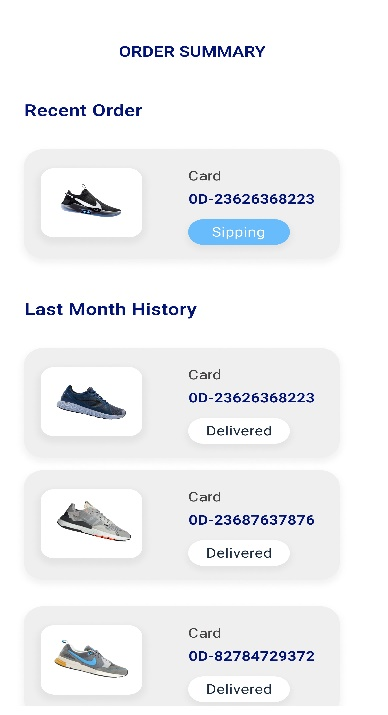 ORDER SUMMARY
Recent Order
Card
0D-23626368223
Sipping
Last Month History
Card
0D-23626368223
Delivered
Card
0D-23687637876
Delivered
Card
0D-82784729372
Delivered